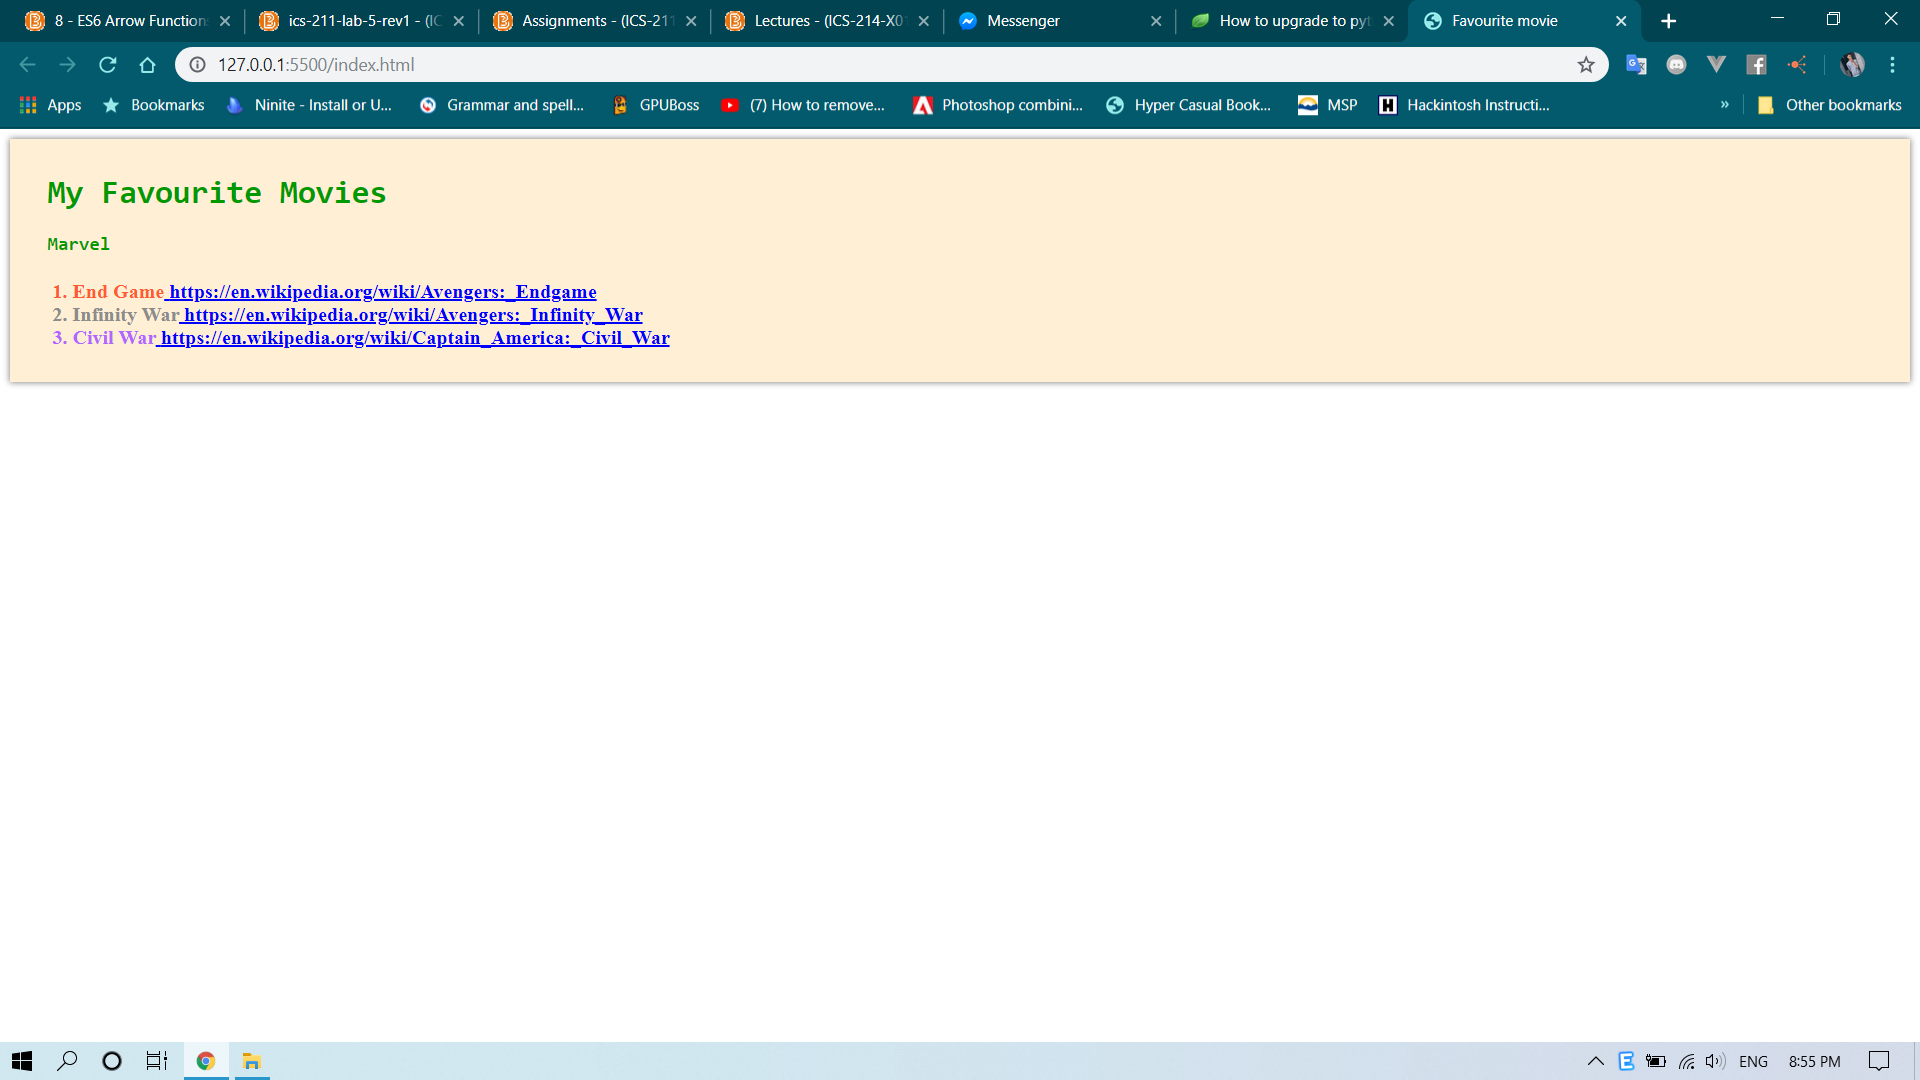 8 - ES6 Arrow Function
ics-211-lab-5-rev1 - (IC
Assignments - (ICS-211
Lectures - (ICS-214-X0
Messenger
How to upgrade to pyt
Favourite movie
127.0.0.1:5500/index.html
Apps
Bookmarks
Ninite - Install or U...
Grammar and spell...
GPUBoss
(7) How to remove...
Photoshop combini...
Hyper Casual Book...
MSP
Hackintosh Instructi...
»
Other bookmarks
My Favourite Movies
Marvel
1. End Game https://en.wikipedia.org/wiki/Avengers:_Endgame
2. Infinity War https://en.wikipedia.org/wiki/Avengers:_Infinity_War
3. Civil War https://en.wikipedia.org/wiki/Captain_America:_Civil_War
ENG
8:55 PM